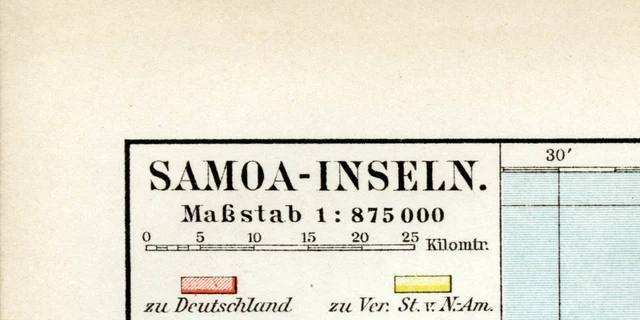 SAMOA-INSELN.
30′
Maßstab 1 : 875 000
0 5 10 15 20 25 Kilomtr.
zu Deutschland zu Ver. St. v. N.-Am.